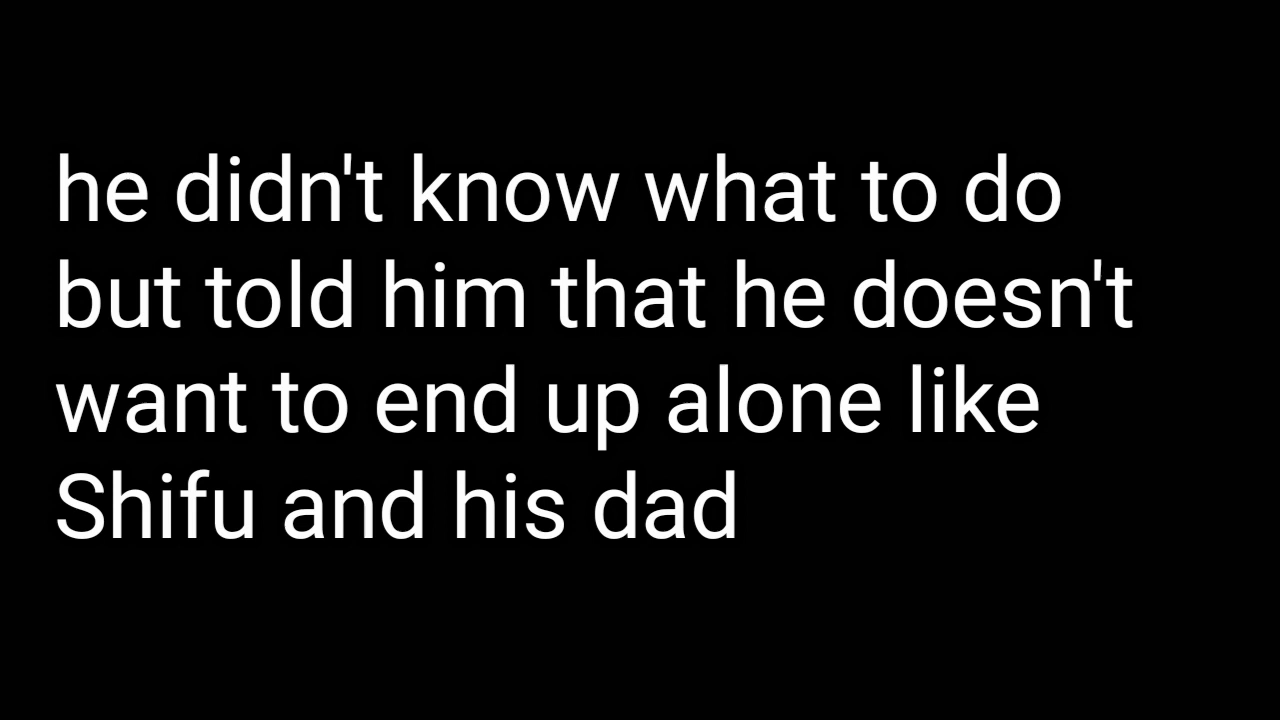 he didn't know what to do
but told him that he doesn't
want to end up alone like
Shifu and his dad